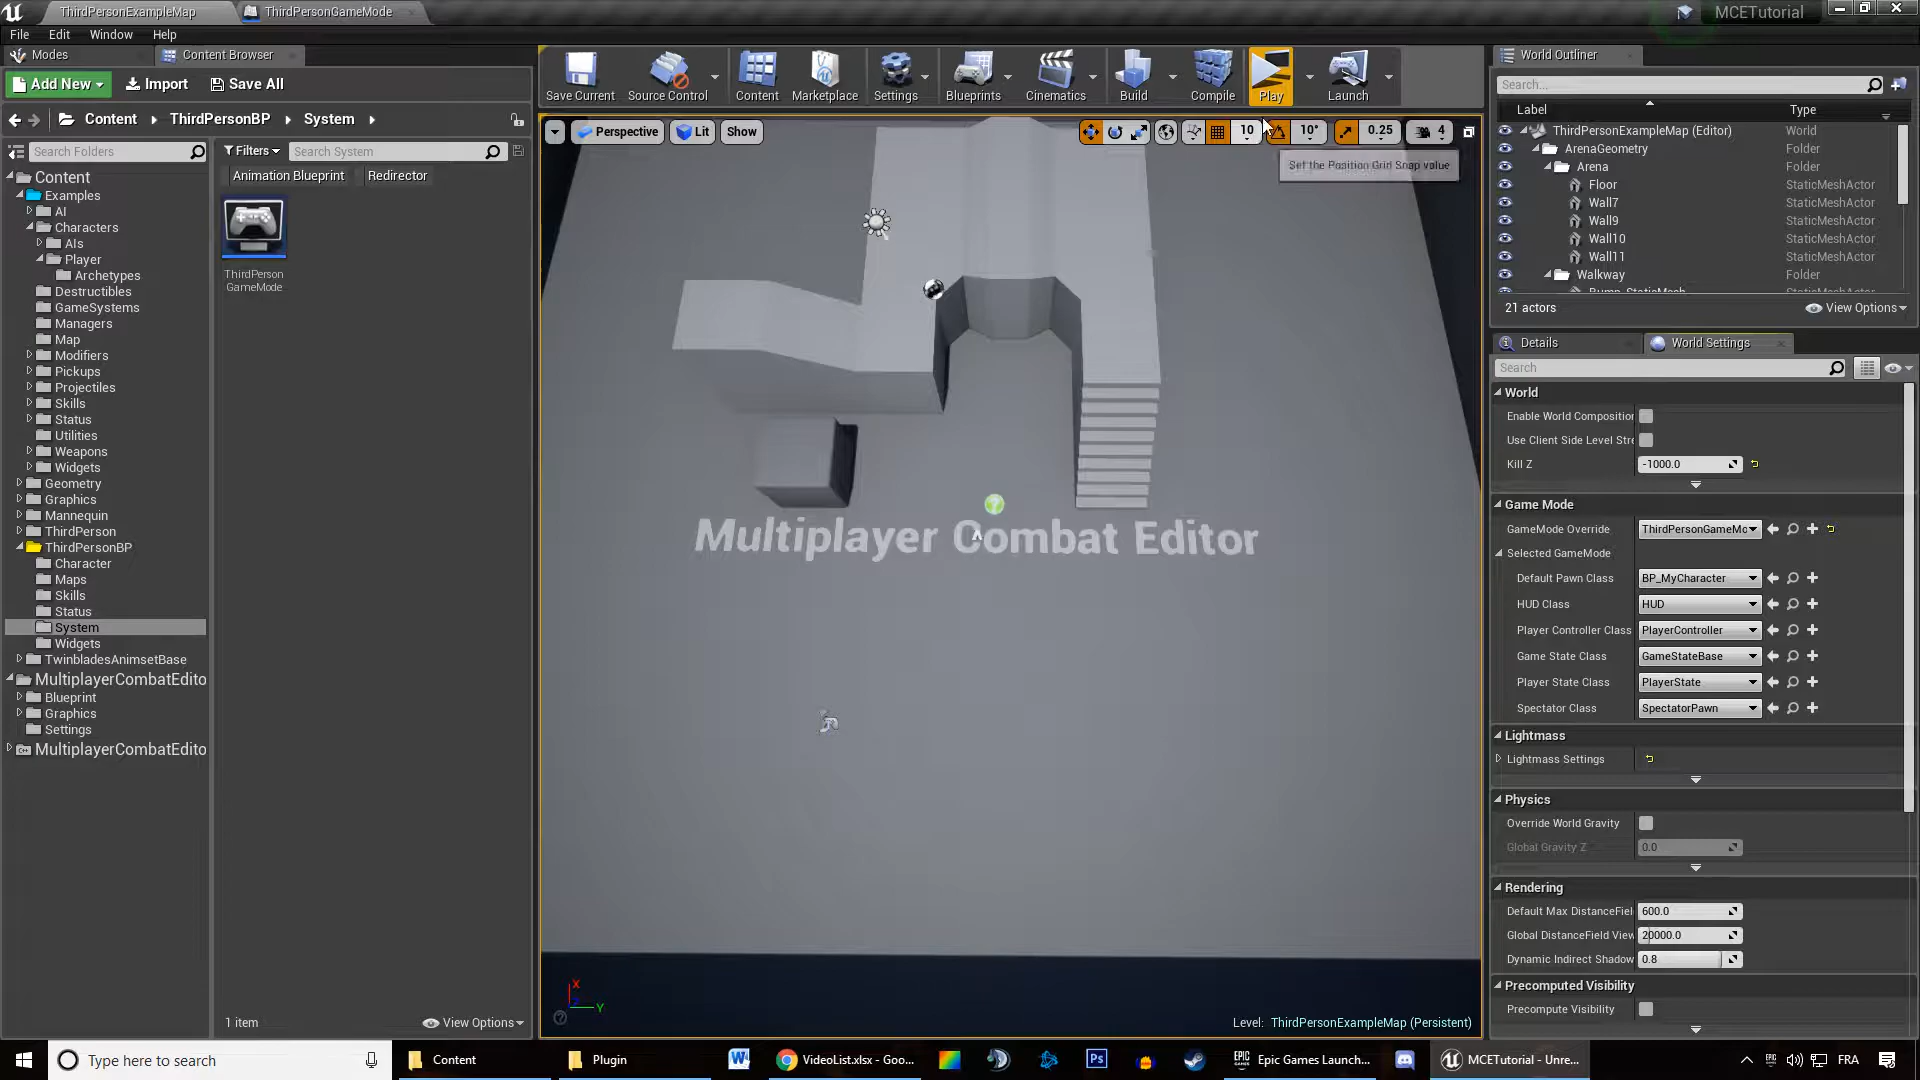 ThirdPersonExampleMap
ThirdPersonGameMode
MCETutorial
File Edit Window Help
Modes
Content Browser
World Outliner
Add New
Import
Save All
Save Current
Source Control
Content
Marketplace
Settings
Blueprints
Cinematics
Build
Compile
Play
Launch
Search...
Label
Type
Content ThirdPersonBP System
Search Folders
Filters
Search System
Animation Blueprint
Redirector
Perspective
Lit
Show
10
10°
0.25
4
Set the Position Grid Snap value
ThirdPersonExampleMap (Editor) World
ArenaGeometry Folder
Arena Folder
Floor StaticMeshActor
Wall7 StaticMeshActor
Wall9 StaticMeshActor
Wall10 StaticMeshActor
Wall11 StaticMeshActor
Walkway Folder
Bump_StaticMesh
21 actors
View Options
Content
Examples
AI
Characters
AIs
Player
Archetypes
Destructibles
GameSystems
Managers
Map
Modifiers
Pickups
Projectiles
Skills
Status
Utilities
Weapons
Widgets
Geometry
Graphics
Mannequin
ThirdPerson
ThirdPersonBP
Character
Maps
Skills
Status
System
Widgets
TwinbladesAnimsetBase
MultiplayerCombatEdito
Blueprint
Graphics
Settings
MultiplayerCombatEdito
ThirdPerson
GameMode
1 item
View Options
Multiplayer Combat Editor
X
Y
Z
Level: ThirdPersonExampleMap (Persistent)
Details
World Settings
Search
World
Enable World Composition
Use Client Side Level Stre
Kill Z -1000.0
Game Mode
GameMode Override ThirdPersonGameMo
Selected GameMode
Default Pawn Class BP_MyCharacter
HUD Class HUD
Player Controller Class PlayerController
Game State Class GameStateBase
Player State Class PlayerState
Spectator Class SpectatorPawn
Lightmass
Lightmass Settings
Physics
Override World Gravity
Global Gravity Z 0.0
Rendering
Default Max DistanceFiel 600.0
Global DistanceField View 20000.0
Dynamic Indirect Shadow 0.8
Precomputed Visibility
Precompute Visibility
Type here to search
Content
Plugin
VideoList.xlsx - Goo...
Ps
EPIC GAMES
Epic Games Launch...
MCETutorial - Unre...
FRA